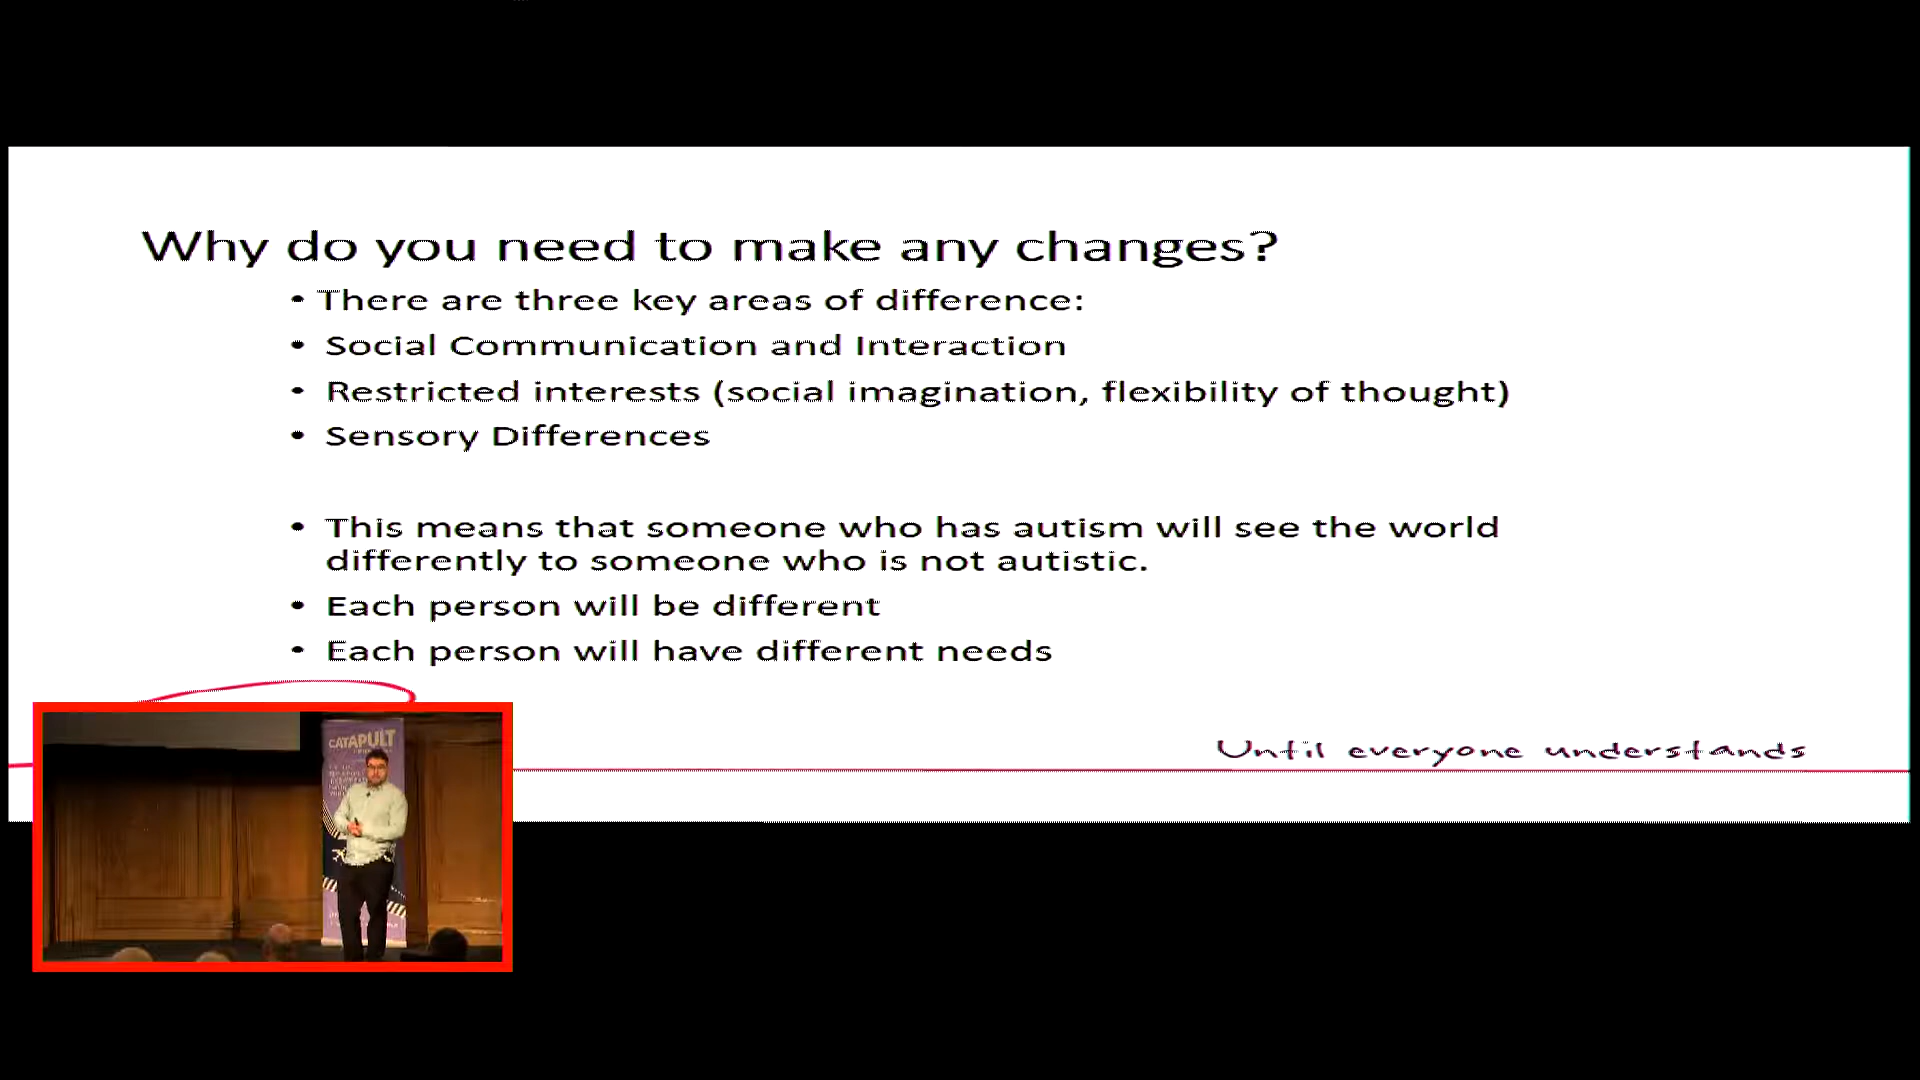 Why do you need to make any changes?
• There are three key areas of difference:
• Social Communication and Interaction
• Restricted interests (social imagination, flexibility of thought)
• Sensory Differences
• This means that someone who has autism will see the world
differently to someone who is not autistic.
• Each person will be different
• Each person will have different needs
Until everyone understands
CATAPULT